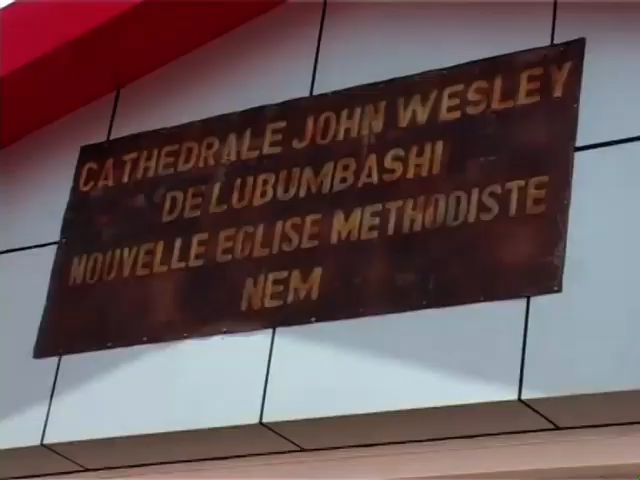 CATHEDRALE JOHN WESLEY
DE LUBUMBASHI
NOUVELLE EGLISE METHODISTE
NEM